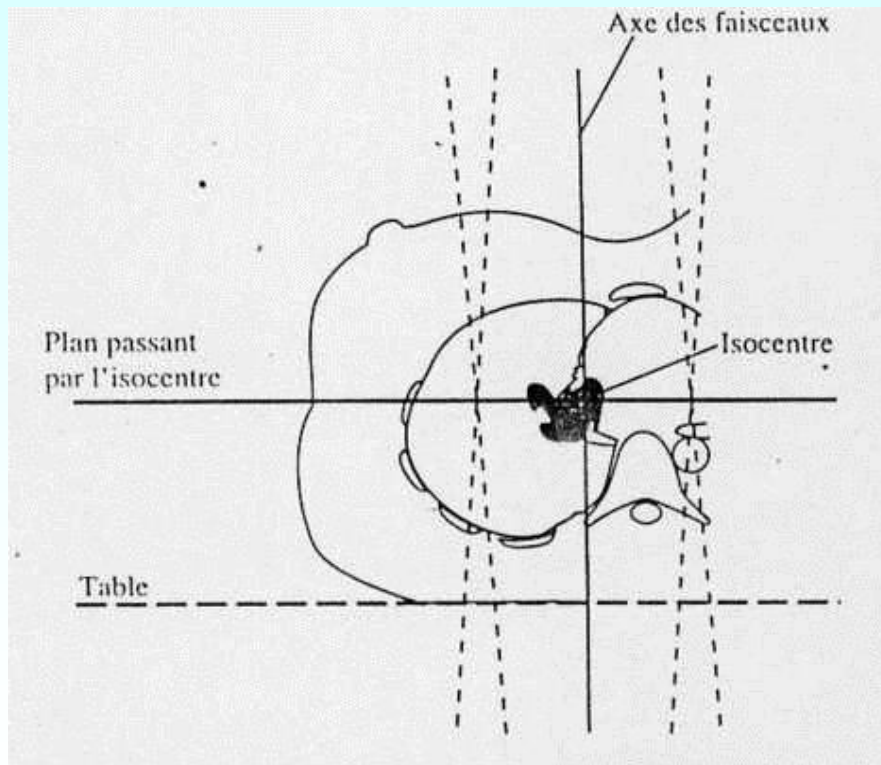 Axe des faisceaux
Plan passant
par l'isocentre
Isocentre
Table